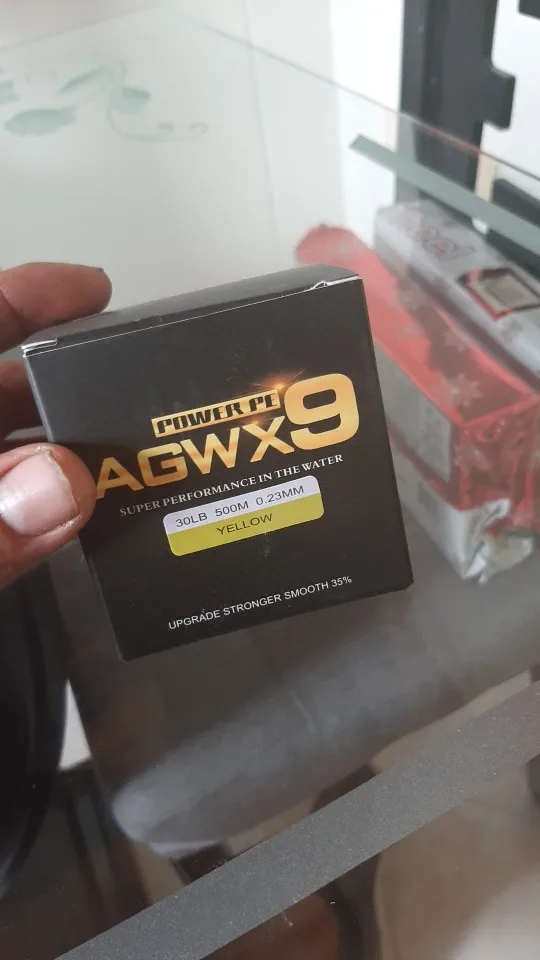 POWER PE
AGWX9
SUPER PERFORMANCE IN THE WATER
30LB 500M 0.23MM
YELLOW
UPGRADE STRONGER SMOOTH 35%